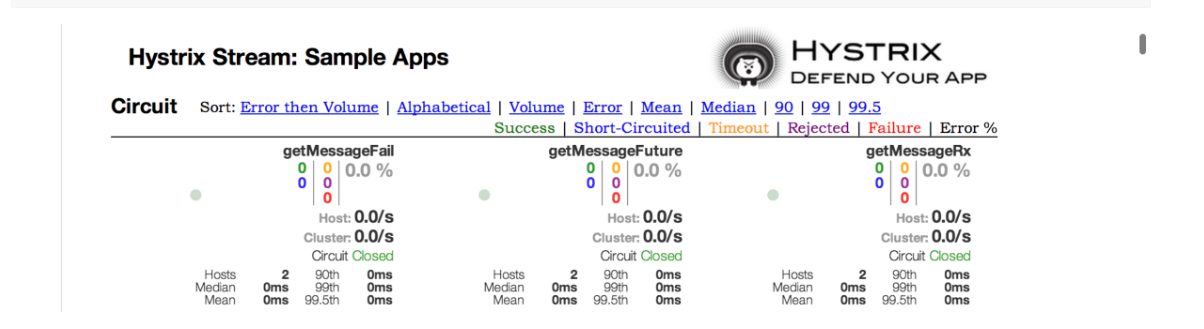 Hystrix Stream: Sample Apps
HYSTRIX
DEFEND YOUR APP
Circuit Sort: Error then Volume | Alphabetical | Volume | Error | Mean | Median | 90 | 99 | 99.5
Success | Short-Circuited | Timeout | Rejected | Failure | Error %
getMessageFail
0 0 0.0 %
0 0
0
Host: 0.0/s
Cluster: 0.0/s
Circuit Closed
Hosts 2 90th 0ms
Median 0ms 99th 0ms
Mean 0ms 99.5th 0ms
getMessageFuture
0 0 0.0 %
0 0
0
Host: 0.0/s
Cluster: 0.0/s
Circuit Closed
Hosts 2 90th 0ms
Median 0ms 99th 0ms
Mean 0ms 99.5th 0ms
getMessageRx
0 0 0.0 %
0 0
0
Host: 0.0/s
Cluster: 0.0/s
Circuit Closed
Hosts 2 90th 0ms
Median 0ms 99th 0ms
Mean 0ms 99.5th 0ms